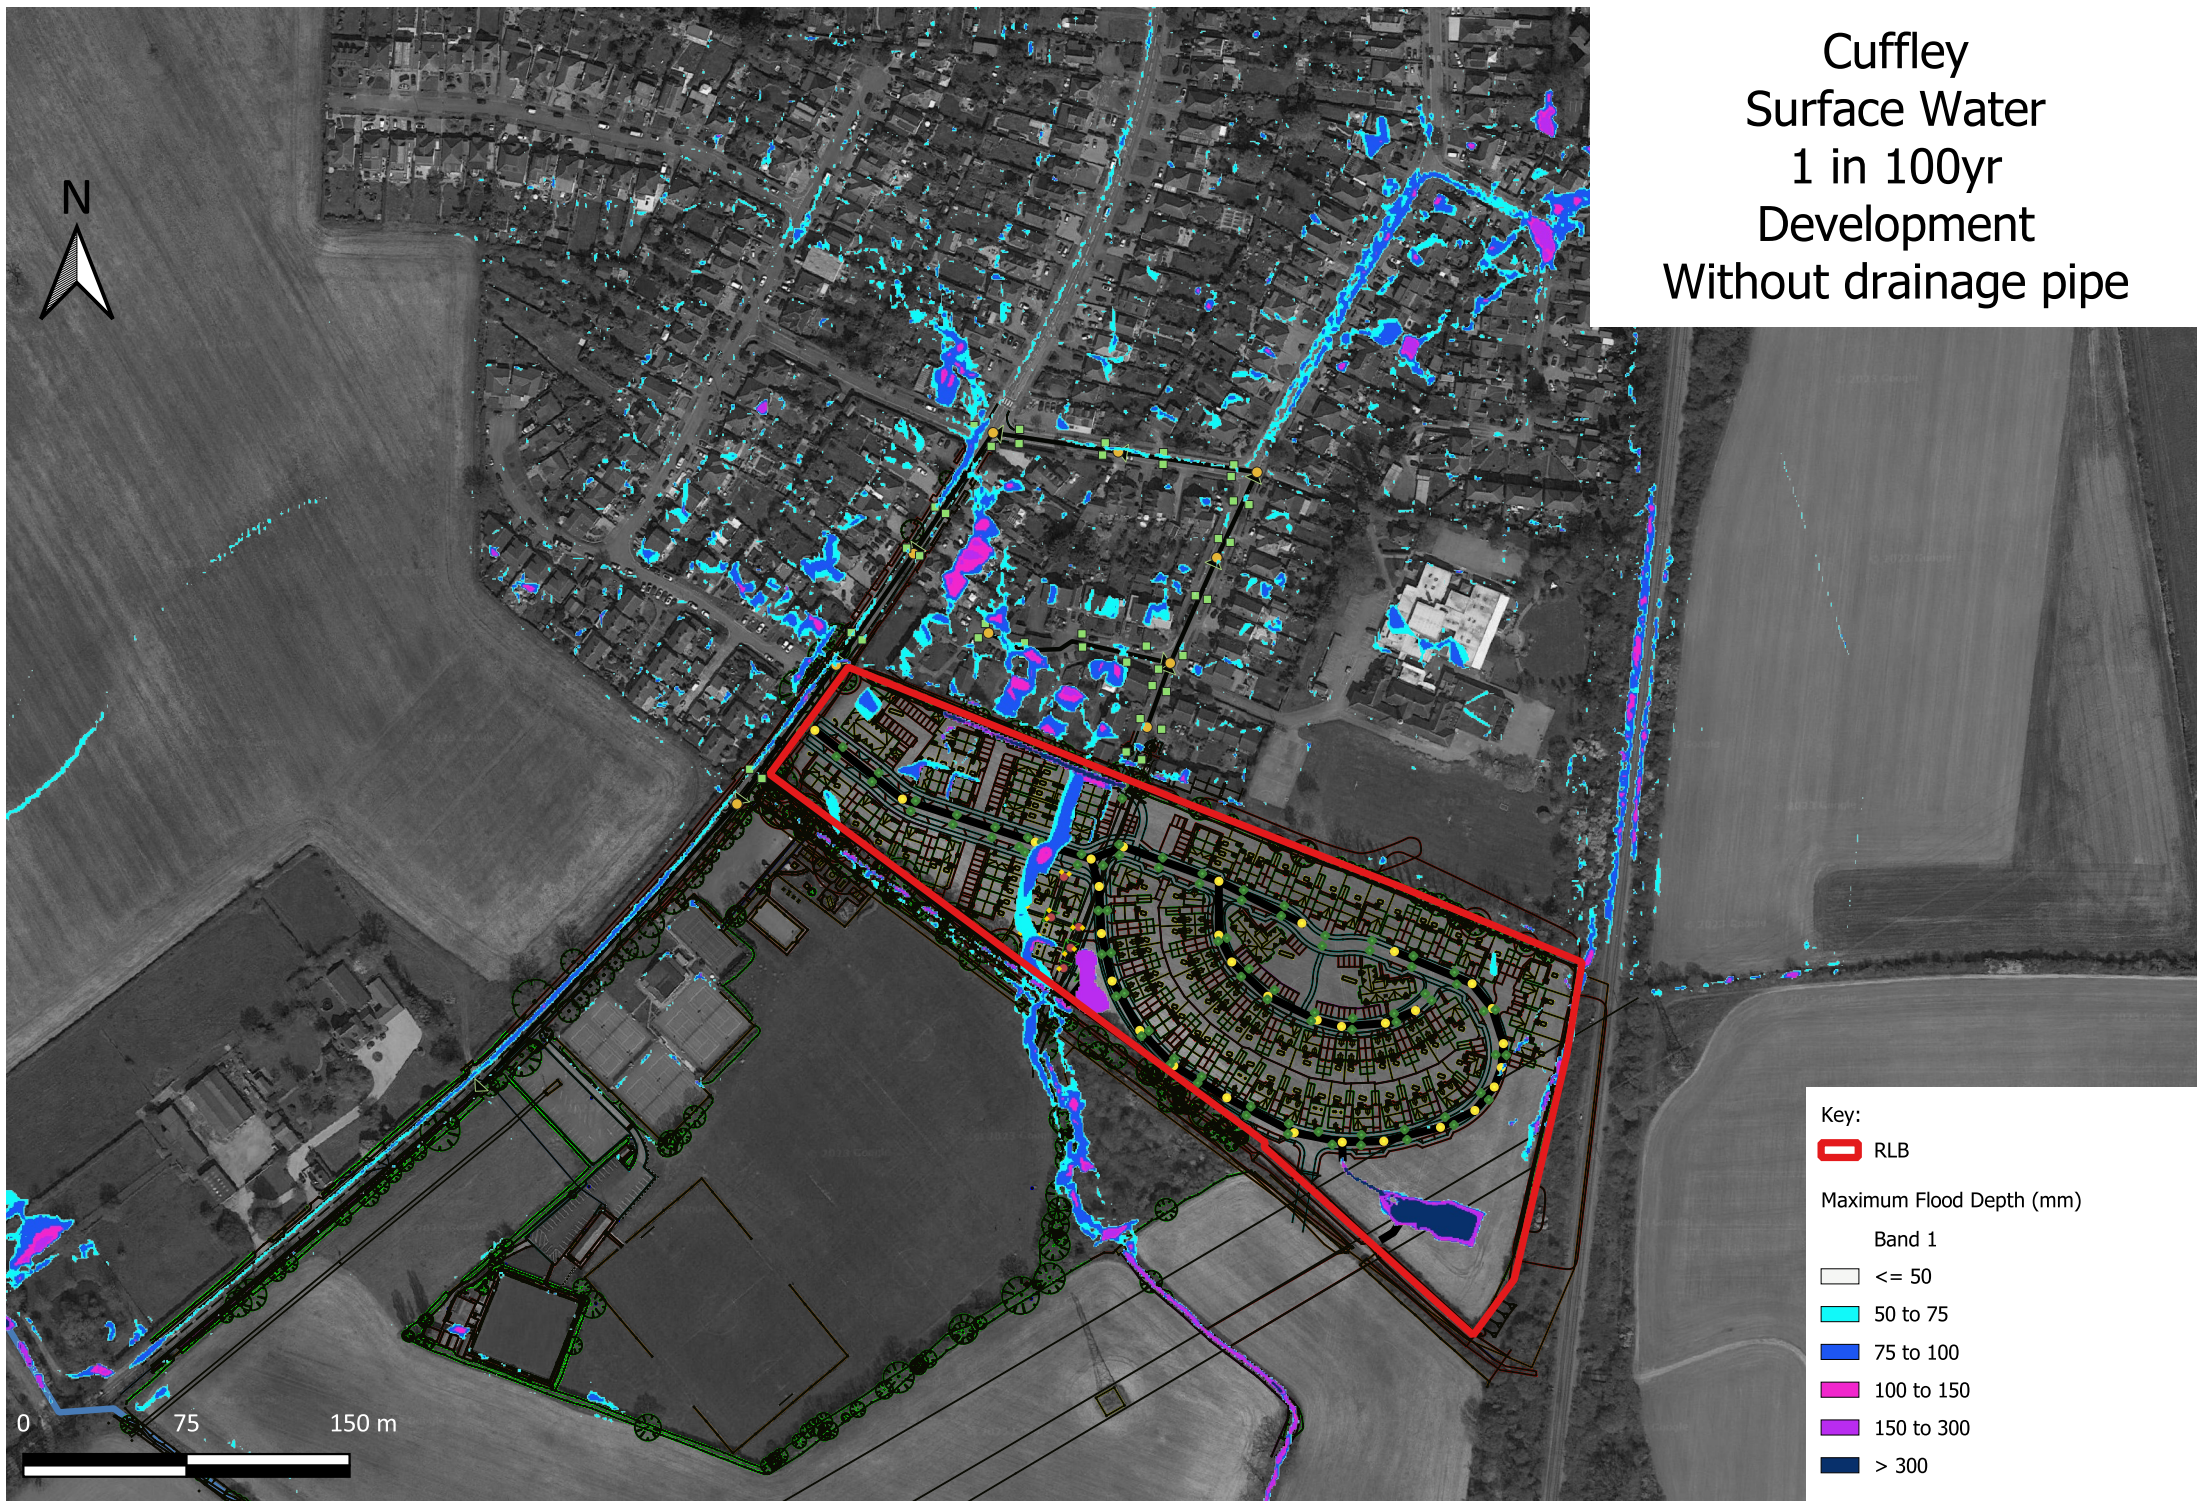 Cuffley
Surface Water
1 in 100yr
Development
Without drainage pipe
N
Key:
RLB
Maximum Flood Depth (mm)
Band 1
<= 50
50 to 75
75 to 100
100 to 150
150 to 300
> 300
0 75 150 m